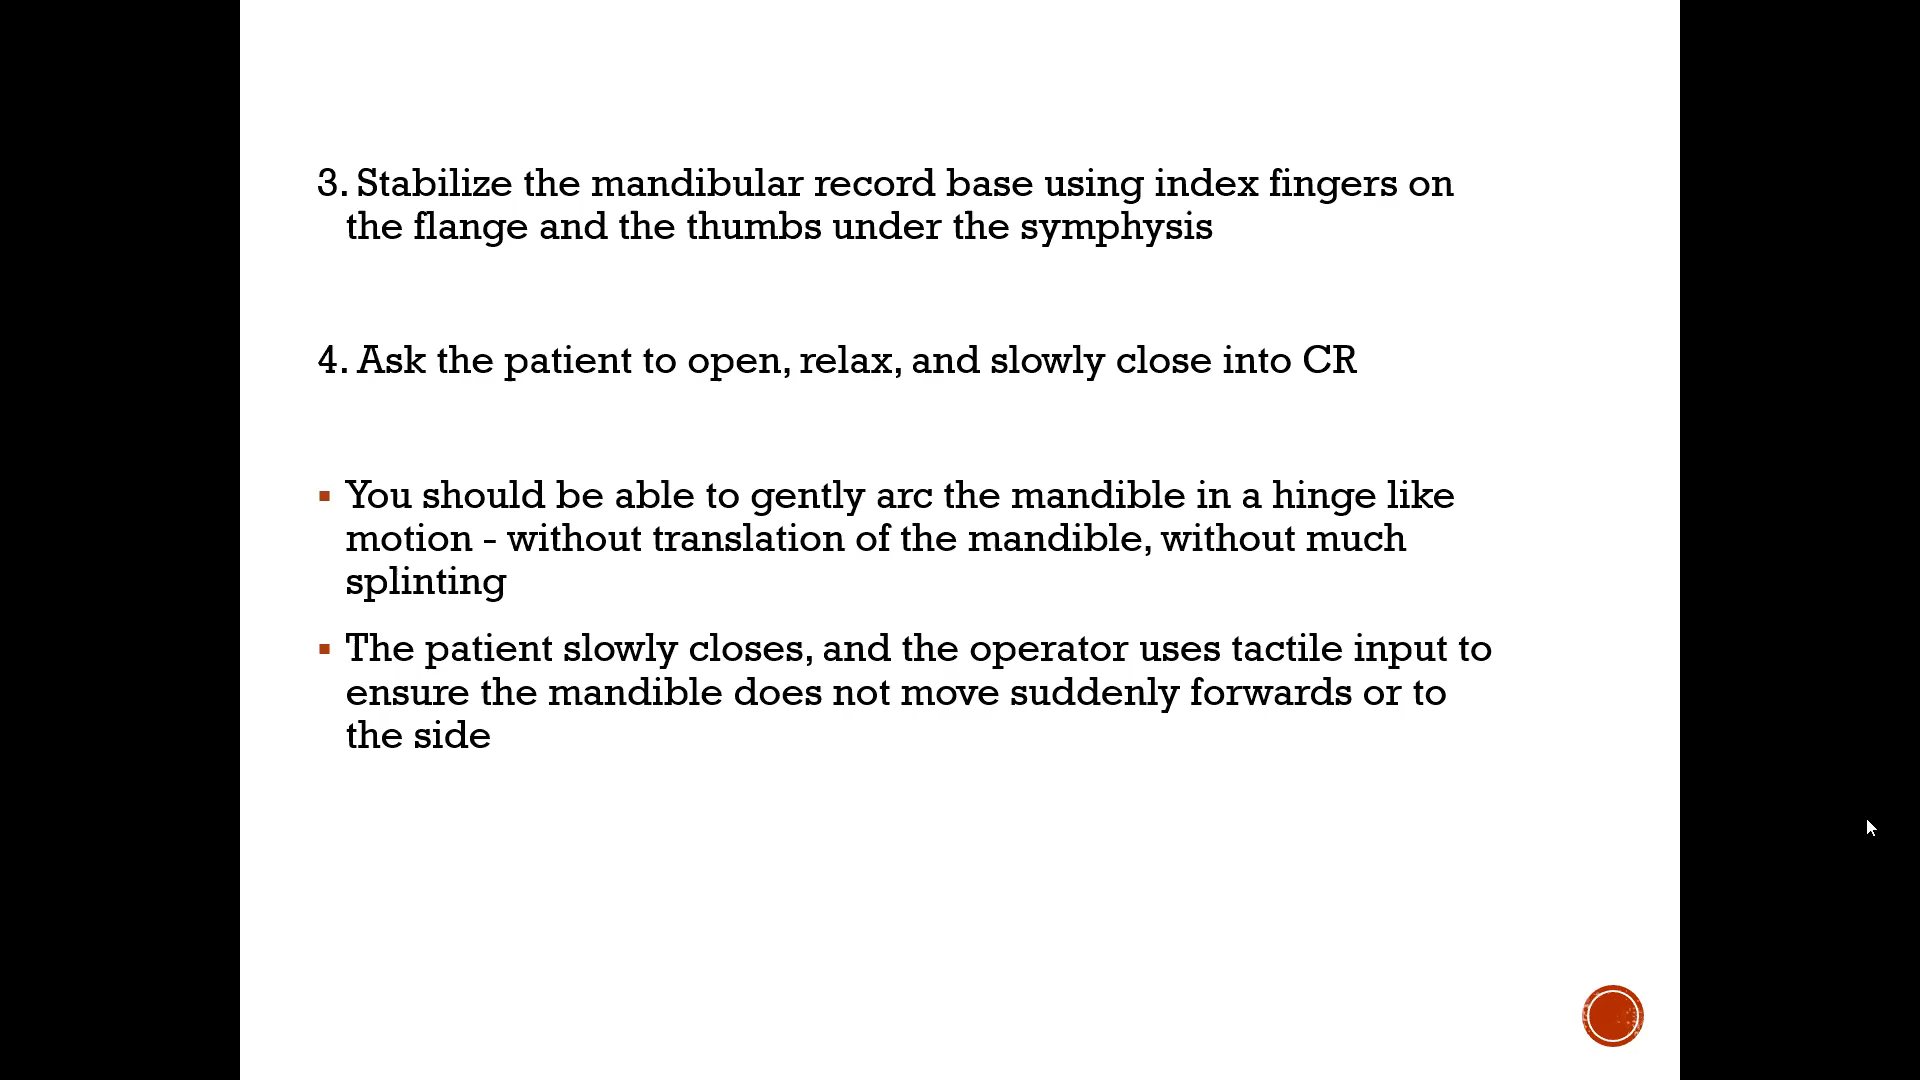 3. Stabilize the mandibular record base using index fingers on
the flange and the thumbs under the symphysis
4. Ask the patient to open, relax, and slowly close into CR
▪ You should be able to gently arc the mandible in a hinge like
motion - without translation of the mandible, without much
splinting
▪ The patient slowly closes, and the operator uses tactile input to
ensure the mandible does not move suddenly forwards or to
the side